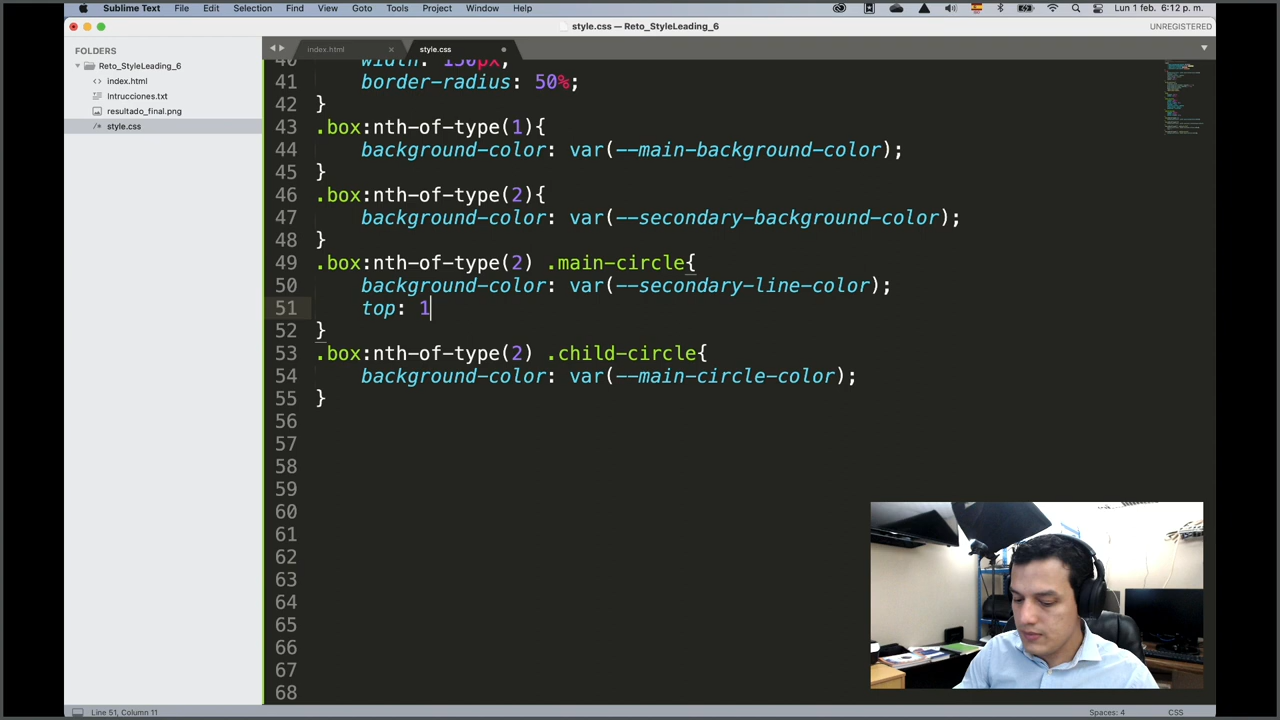 Sublime Text File Edit Selection Find View Goto Tools Project Window Help Lun 1 feb. 6:12 p. m.
style.css — Reto_StyleLeading_6 UNREGISTERED
FOLDERS
Reto_StyleLeading_6
index.html
Intrucciones.txt
resultado_final.png
style.css
index.html style.css
40 width: 150px;
41 border-radius: 50%;
42 }
43 .box:nth-of-type(1){
44 background-color: var(--main-background-color);
45 }
46 .box:nth-of-type(2){
47 background-color: var(--secondary-background-color);
48 }
49 .box:nth-of-type(2) .main-circle{
50 background-color: var(--secondary-line-color);
51 top: 1
52 }
53 .box:nth-of-type(2) .child-circle{
54 background-color: var(--main-circle-color);
55 }
56
57
58
59
60
61
62
63
64
65
66
67
68
Line 51, Column 11 Spaces: 4 CSS